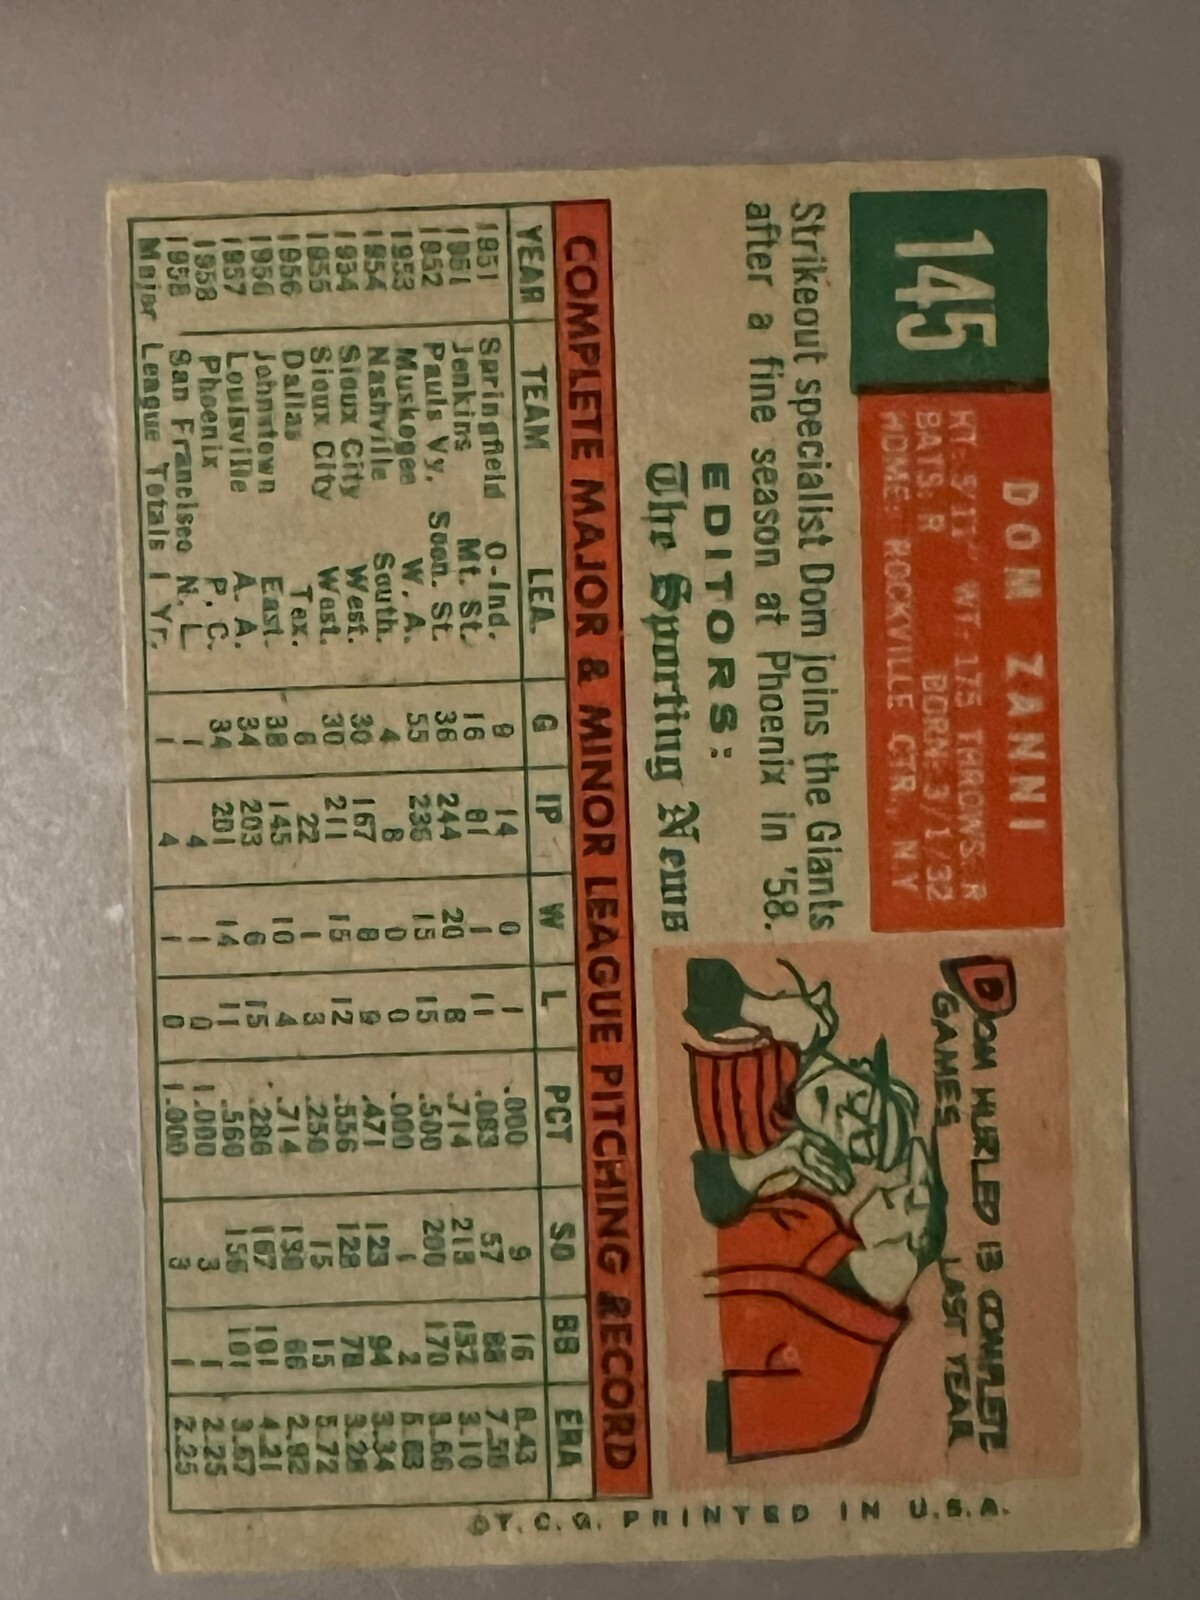 145
DOM ZANNI
HT: 5'11" WT: 175 THROWS: R
BATS: R BORN: 3/1/32
HOME: ROCKVILLE CTR., N.Y
Strikeout specialist Dom joins the Giants
after a fine season at Phoenix in '58.
EDITORS:
The Sporting News
DOM HURLED 13 COMPLETE
GAMES LAST YEAR
COMPLETE MAJOR & MINOR LEAGUE PITCHING RECORD
YEAR TEAM LEA. G IP W L PCT SO BB ERA
1951 Springfield O-Ind. 14 0 1 .000 9 16
1951 Jenkins Mt. St. 16 81 1 11 .083 57 88
1952 Pauls Vy. Soon. St. 36 244 20 8 .714 218 132 3.10
1953 Muskogee W. A. 55 236 15 15 .500 200 170 3.66
1954 Nashville South. 4 8 0 0 .000 1 2
1954 Sioux City West. 30 167 8 9 .471 123 94 3.34
1955 Sioux City West. 30 211 15 12 .556 128 78 3.28
1956 Dallas Tex. 6 22 1 3 .250 15 15 5.72
1956 Johnstown East. 38 145 10 4 .714 130 66 2.92
1957 Louisville A. A. 34 203 6 15 .286 167 101 4.21
1958 Phoenix P. C. 34 201 14 11 .560 156 101 3.67
1958 San Francisco N. L. 1 4 1 0 1.000 3 1 2.25
Major League Totals 1 Yr. 1 4 1 0 1.000 3 1 2.25
©T.C.G. PRINTED IN U.S.A.